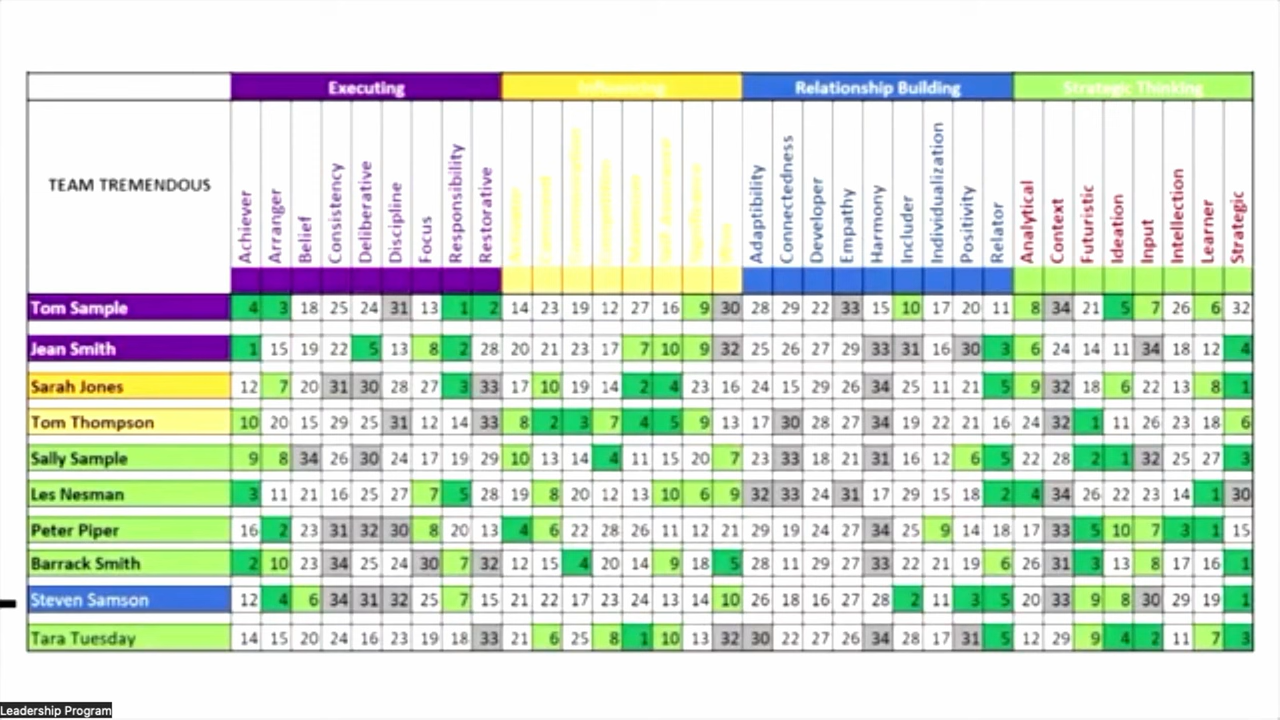 Executing Influencing Relationship Building Strategic Thinking
TEAM TREMENDOUS Achiever Arranger Belief Consistency Deliberative Discipline Focus Responsibility Restorative Adaptibility Connectedness Developer Empathy Harmony Includer Individualization Positivity Relator Analytical Context Futuristic Ideation Input Intellection Learner Strategic
Tom Sample 4 3 18 25 24 31 13 1 2 14 23 19 12 27 16 9 30 28 29 22 33 15 10 17 20 11 8 34 21 5 7 26 6 32
Jean Smith 1 15 19 22 5 13 8 2 28 20 21 23 17 7 10 9 32 25 26 27 29 33 31 16 30 3 6 24 14 11 34 18 12 4
Sarah Jones 12 7 20 31 30 28 27 3 33 17 10 19 14 2 4 23 16 24 15 29 26 34 25 11 21 5 9 32 18 6 22 13 8 1
Tom Thompson 10 20 15 29 25 31 12 14 33 8 2 3 7 4 5 9 13 17 30 28 27 34 19 22 21 16 24 32 1 11 26 23 18 6
Sally Sample 9 8 34 26 30 24 17 19 29 10 13 14 4 11 15 20 7 23 33 18 21 31 16 12 6 5 22 28 2 1 32 25 27 3
Les Nesman 3 11 21 16 25 27 7 5 28 19 8 20 12 13 10 6 9 32 33 24 31 17 29 15 18 2 4 34 26 22 23 14 1 30
Peter Piper 16 2 23 31 32 30 8 20 13 4 6 22 28 26 11 12 21 29 19 24 27 34 25 9 14 18 17 33 5 10 7 3 1 15
Barrack Smith 2 10 23 34 25 24 30 7 32 12 15 4 20 14 9 18 5 28 11 29 27 33 22 21 19 6 26 31 3 13 8 17 16 1
Steven Samson 12 4 6 34 31 32 25 7 15 21 22 17 23 24 13 14 10 26 18 16 27 28 2 11 3 5 20 33 9 8 30 29 19 1
Tara Tuesday 14 15 20 24 16 23 19 18 33 21 6 25 8 1 10 13 32 30 22 27 26 34 28 17 31 5 12 29 9 4 2 11 7 3
Leadership Program